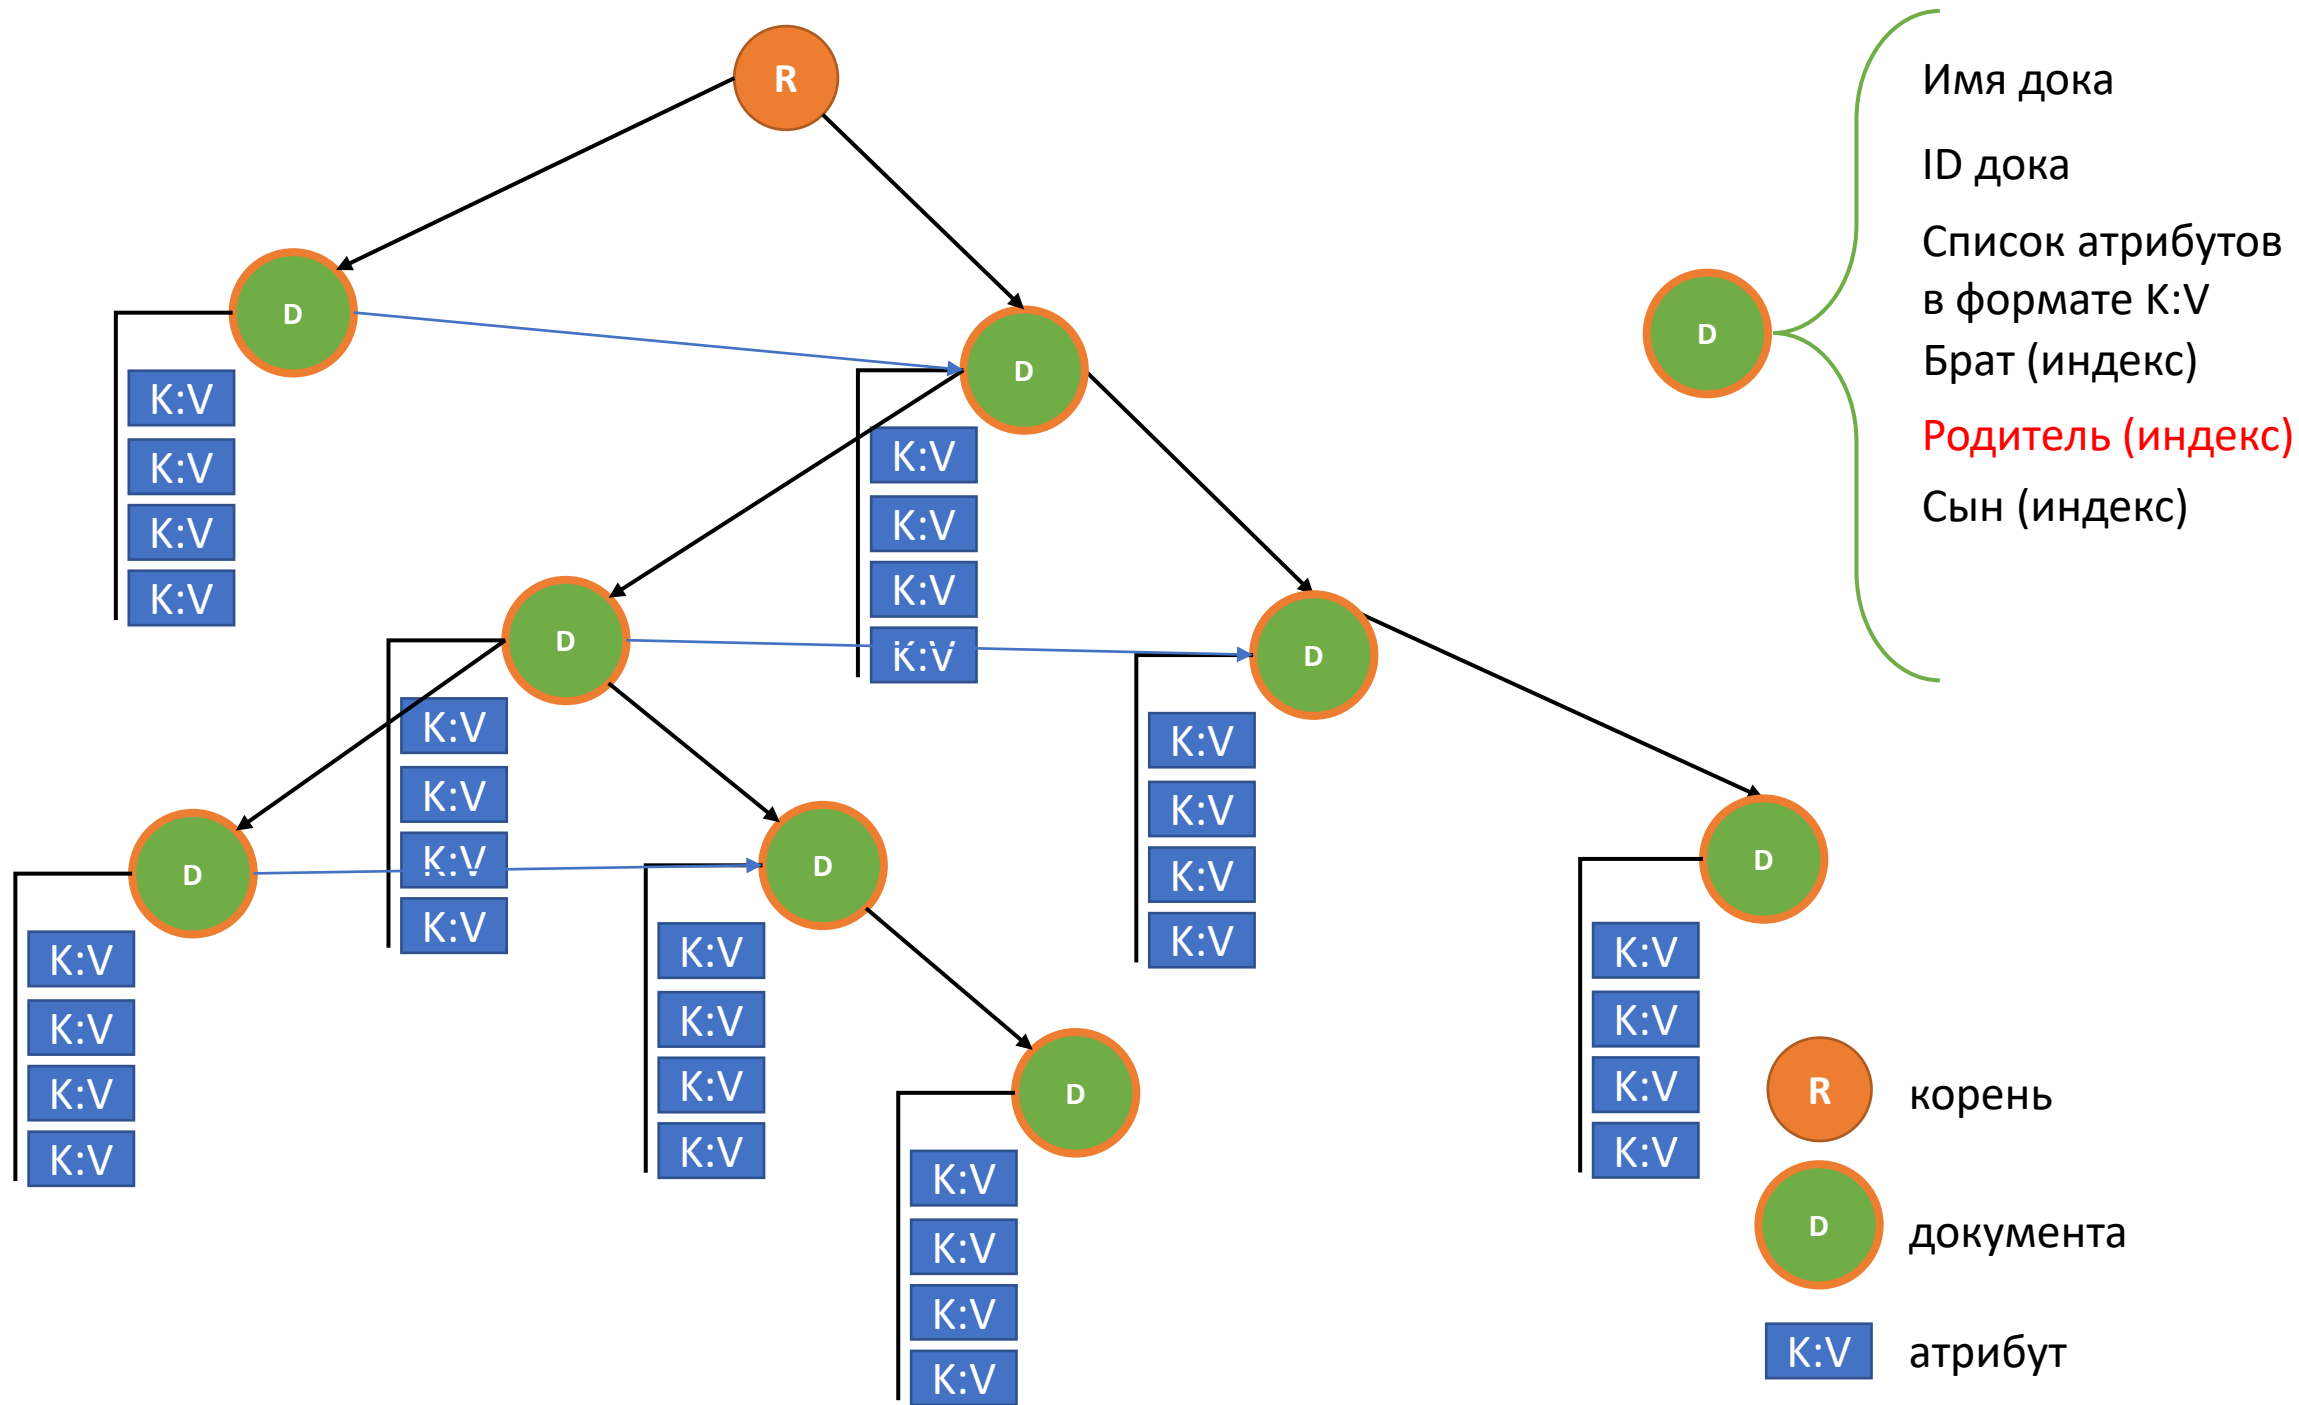 R
Имя дока
ID дока
Список атрибутов
в формате K:V
Брат (индекс)
Родитель (индекс)
Сын (индекс)
D
D
D
K:V
K:V
K:V
K:V
K:V
K:V
K:V
K:V
D
D
K:V
K:V
K:V
K:V
K:V
K:V
K:V
K:V
D
D
D
K:V
K:V
K:V
K:V
K:V
K:V
K:V
K:V
K:V
K:V
K:V
K:V
D
K:V
K:V
K:V
K:V
R
корень
D
документа
K:V
атрибут